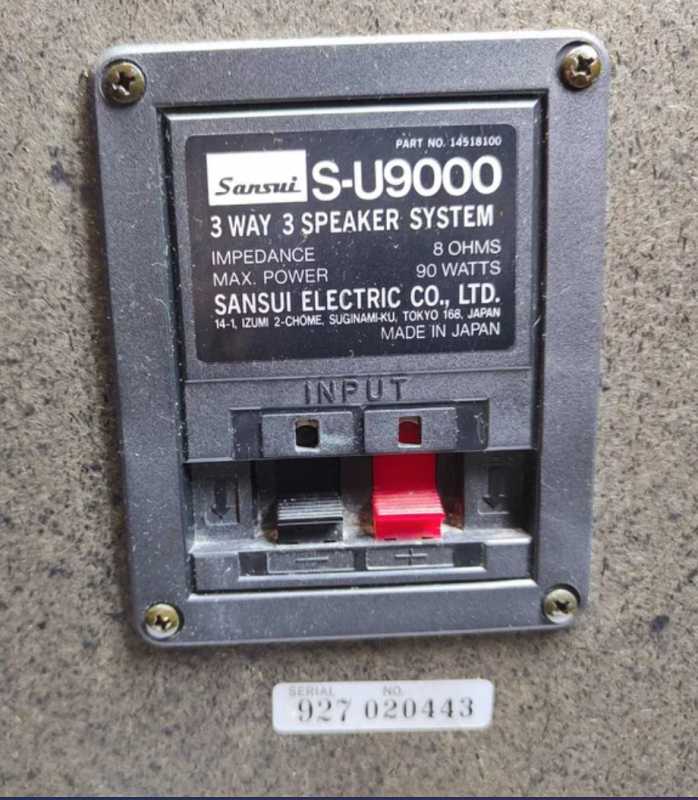 PART NO. 14518100
Sansui S-U9000
3 WAY 3 SPEAKER SYSTEM
IMPEDANCE 8 OHMS
MAX. POWER 90 WATTS
SANSUI ELECTRIC CO., LTD.
14-1, IZUMI 2-CHOME, SUGINAMI-KU, TOKYO 168, JAPAN
MADE IN JAPAN
INPUT
− +
SERIAL NO.
927 020443